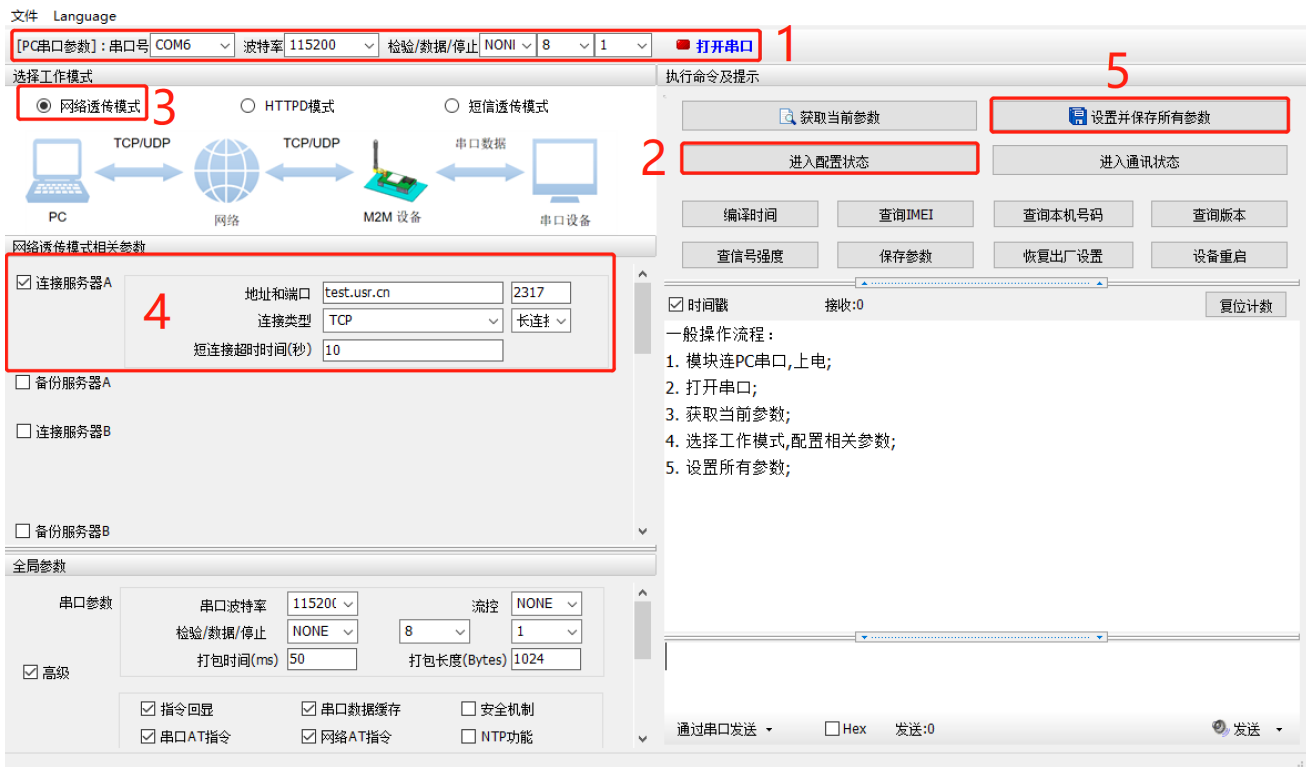 文件 Language
[PC串口参数]：串口号 COM6 波特率 115200 检验/数据/停止 NONI 8 1 打开串口 1
选择工作模式
网络透传模式 3 HTTPD模式 短信透传模式
TCP/UDP TCP/UDP 串口数据
PC 网络 M2M 设备 串口设备
网络透传模式相关参数
连接服务器A
4
地址和端口 test.usr.cn 2317
连接类型 TCP 长连接
短连接超时时间(秒) 10
备份服务器A
连接服务器B
备份服务器B
全局参数
串口参数 串口波特率 115200 流控 NONE
检验/数据/停止 NONE 8 1
打包时间(ms) 50 打包长度(Bytes) 1024
高级
指令回显 串口数据缓存 安全机制
串口AT指令 网络AT指令 NTP功能
执行命令及提示
5
获取当前参数 设置并保存所有参数
2 进入配置状态 进入通讯状态
编译时间 查询IMEI 查询本机号码 查询版本
查信号强度 保存参数 恢复出厂设置 设备重启
时间戳 接收:0 复位计数
一般操作流程：
1. 模块连PC串口,上电;
2. 打开串口;
3. 获取当前参数;
4. 选择工作模式,配置相关参数;
5. 设置所有参数;
通过串口发送 Hex 发送:0 发送